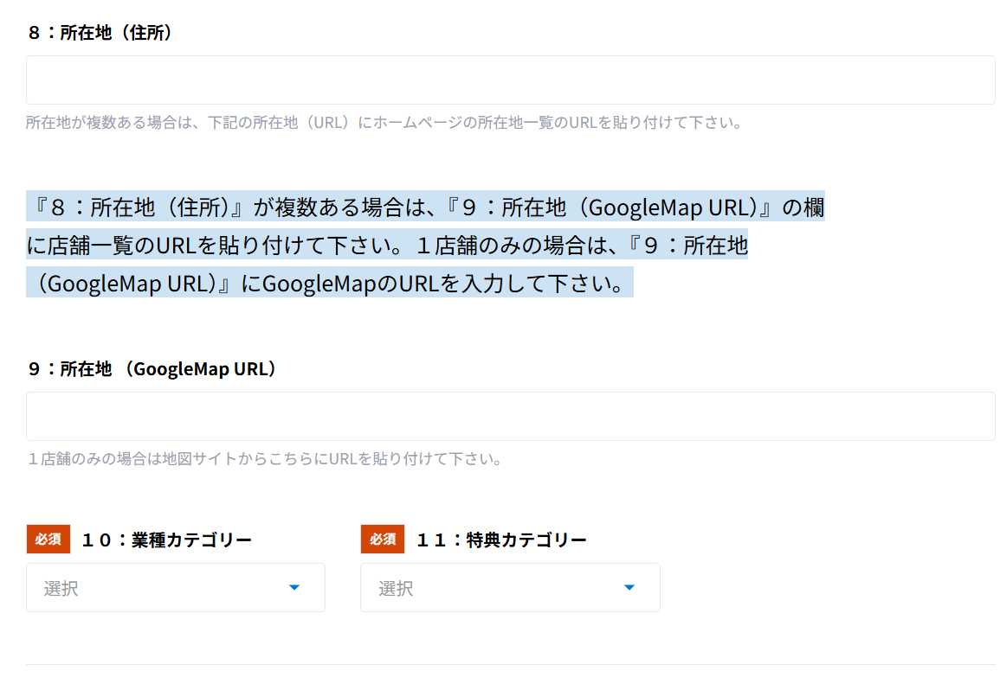 ８：所在地（住所）
所在地が複数ある場合は、下記の所在地（URL）にホームページの所在地一覧のURLを貼り付けて下さい。
『８：所在地（住所）』が複数ある場合は、『９：所在地（GoogleMap URL）』の欄
に店舗一覧のURLを貼り付けて下さい。１店舗のみの場合は、『９：所在地
（GoogleMap URL）』にGoogleMapのURLを入力して下さい。
９：所在地 （GoogleMap URL）
１店舗のみの場合は地図サイトからこちらにURLを貼り付けて下さい。
必須 １０：業種カテゴリー
選択
必須 １１：特典カテゴリー
選択